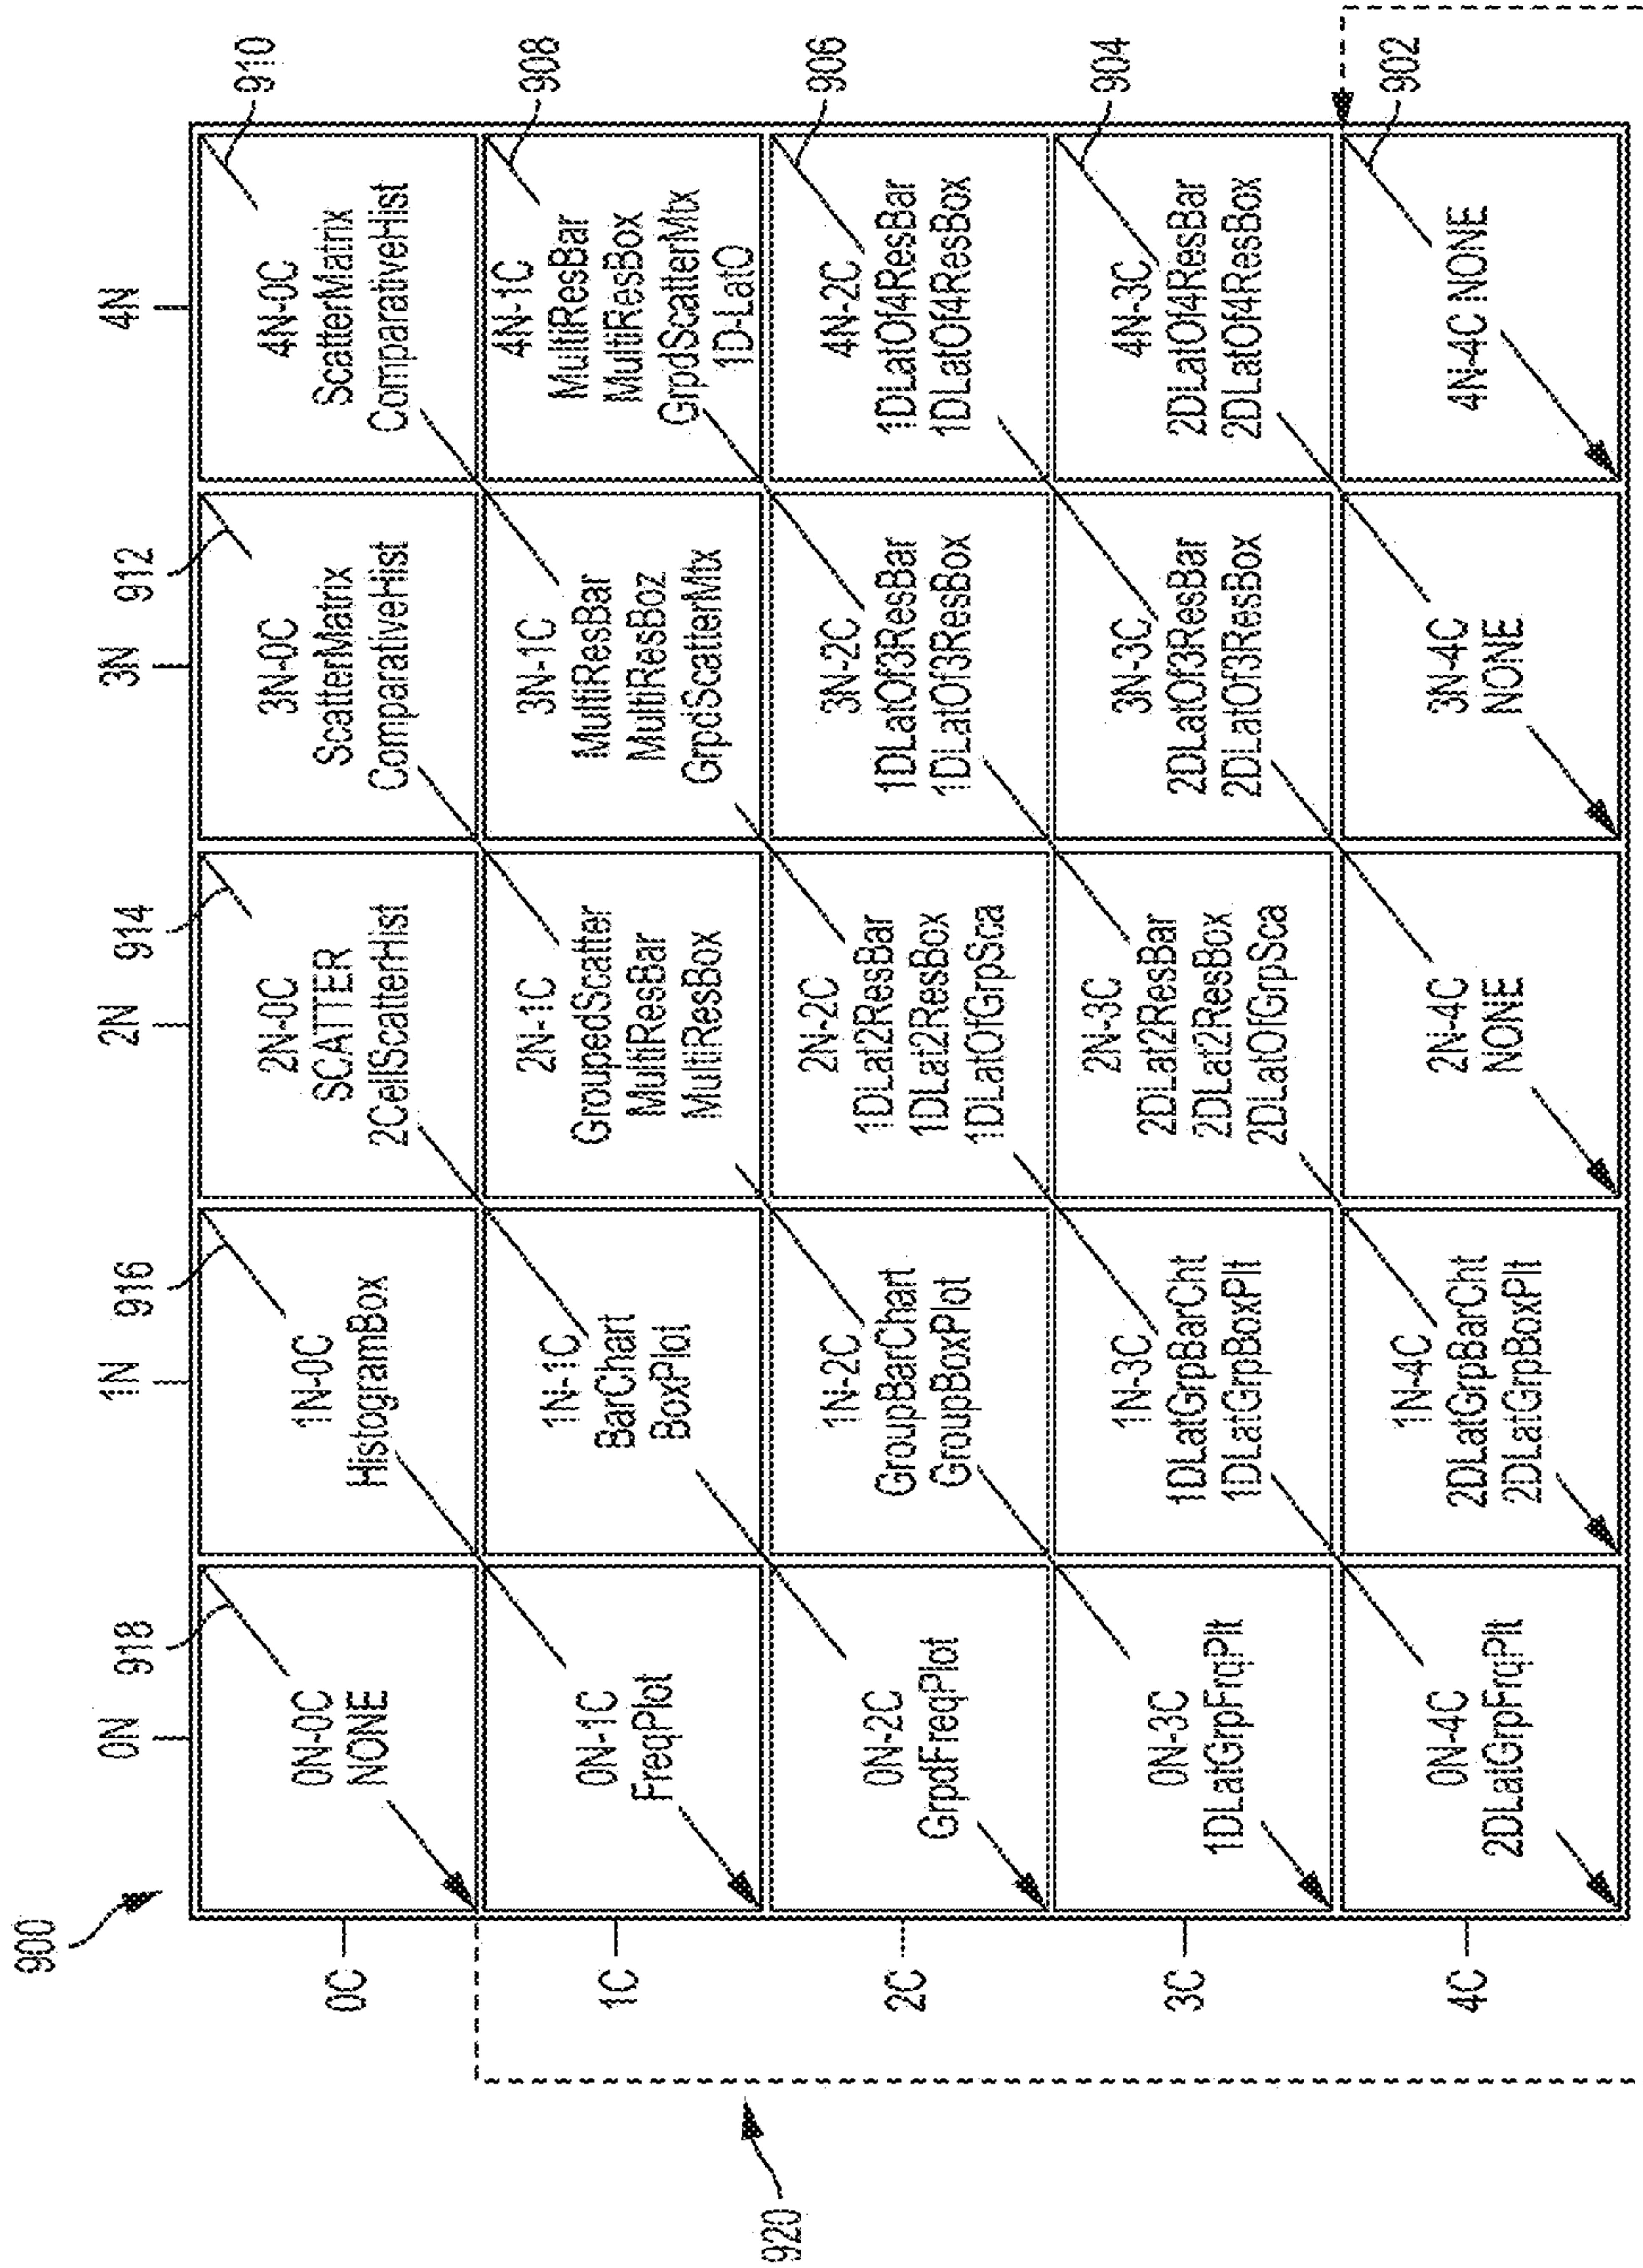 900
0N
918
1N
916
2N
914
3N
912
4N
910
0C
0N-0C
NONE
1N-0C
HistogramBox
2N-0C
SCATTER
2CellScatterHist
3N-0C
ScatterMatrix
ComparativeHist
4N-0C
ScatterMatrix
ComparativeHist
908
1C
0N-1C
FreqPlot
1N-1C
BarChart
BoxPlot
2N-1C
GroupedScatter
MultiResBar
MultiResBox
3N-1C
MultiResBar
MultiResBoz
GrpdScatterMtx
4N-1C
MultiResBar
MultiResBox
GrpdScatterMtx
1D-LatO
906
2C
0N-2C
GrpdFreqPlot
1N-2C
GroupBarChart
GroupBoxPlot
2N-2C
1DLat2ResBar
1DLat2ResBox
1DLatOfGrpSca
3N-2C
1DLatOf3ResBar
1DLatOf3ResBox
4N-2C
1DLatOf4ResBar
1DLatOf4ResBox
904
3C
0N-3C
1DLatGrpFrqPlt
1N-3C
1DLatGrpBarCht
1DLatGrpBoxPlt
2N-3C
2DLat2ResBar
2DLat2ResBox
2DLatOfGrpSca
3N-3C
2DLatOf3ResBar
2DLatOf3ResBox
4N-3C
2DLatOf4ResBar
2DLatOf4ResBox
902
4C
0N-4C
2DLatGrpFrqPlt
1N-4C
2DLatGrpBarCht
2DLatGrpBoxPlt
2N-4C
NONE
3N-4C
NONE
4N-4C NONE
920